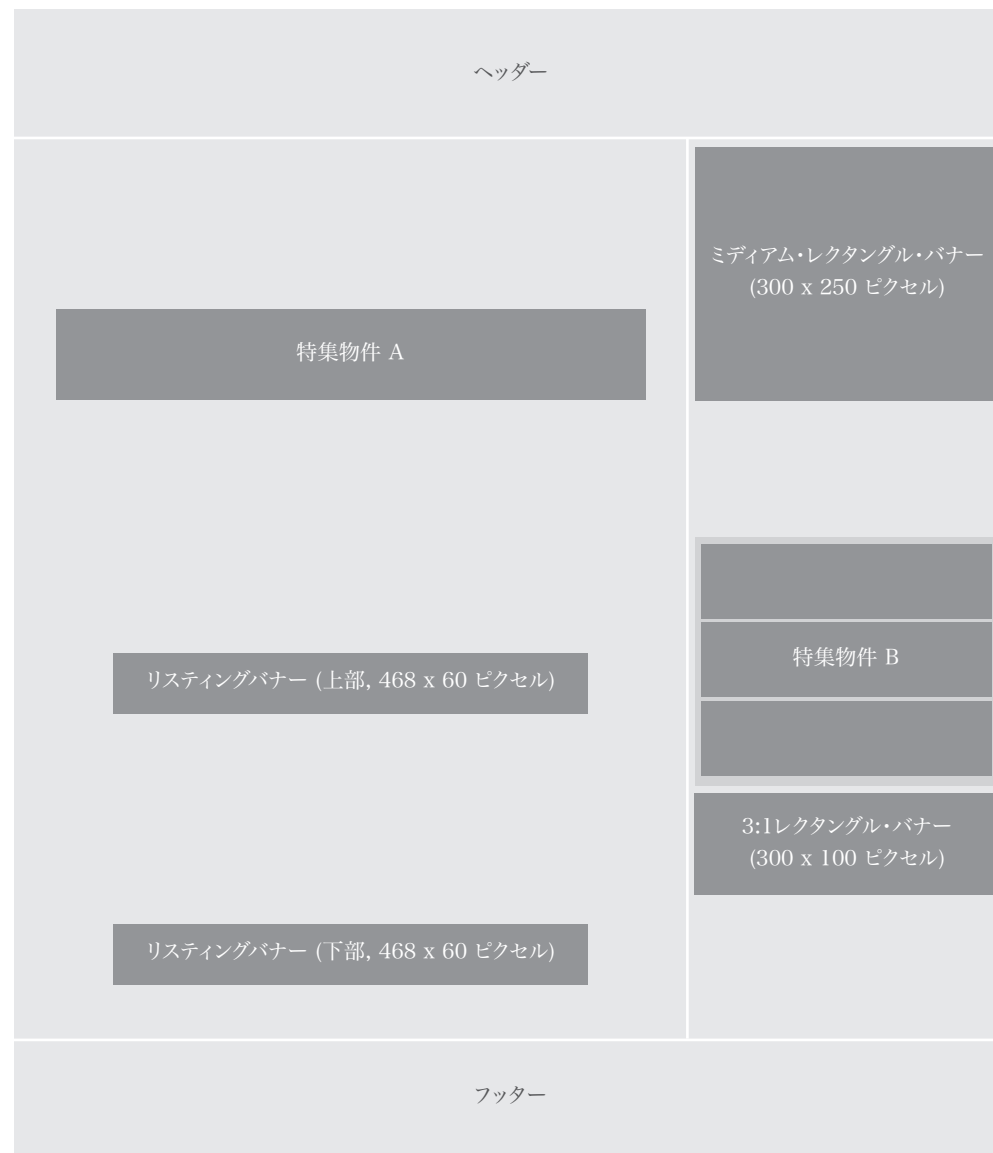 ヘッダー
ミディアム・レクタングル・バナー
(300 x 250 ピクセル)
特集物件 A
特集物件 B
リスティングバナー (上部, 468 x 60 ピクセル)
3:1レクタングル・バナー
(300 x 100 ピクセル)
リスティングバナー (下部, 468 x 60 ピクセル)
フッター